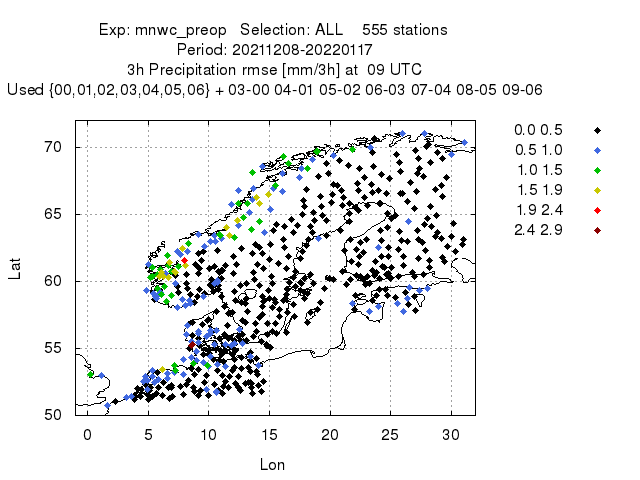 Exp: mnwc_preop Selection: ALL 555 stations
Period: 20211208-20220117
3h Precipitation rmse [mm/3h] at 09 UTC
Used {00,01,02,03,04,05,06} + 03-00 04-01 05-02 06-03 07-04 08-05 09-06
0.0 0.5
0.5 1.0
1.0 1.5
1.5 1.9
1.9 2.4
2.4 2.9
70
65
60
55
50
Lat
0 5 10 15 20 25 30
Lon